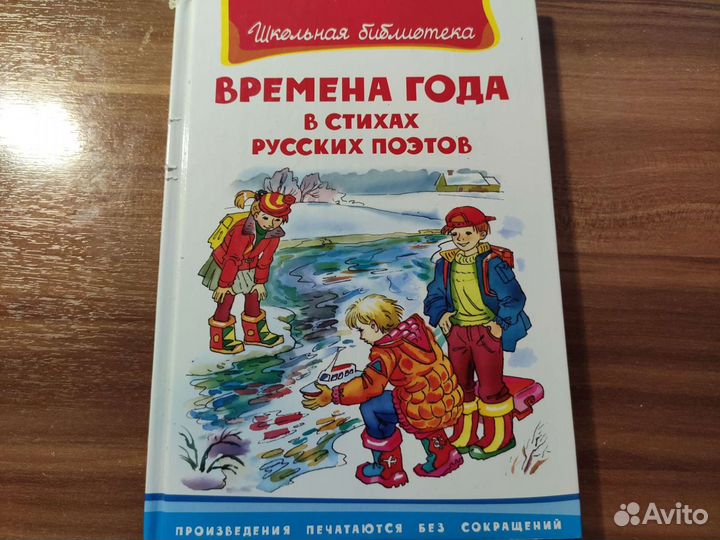 Школьная библиотека
ВРЕМЕНА ГОДА
В СТИХАХ
РУССКИХ ПОЭТОВ
ПРОИЗВЕДЕНИЯ ПЕЧАТАЮТСЯ БЕЗ СОКРАЩЕНИЙ
Avito